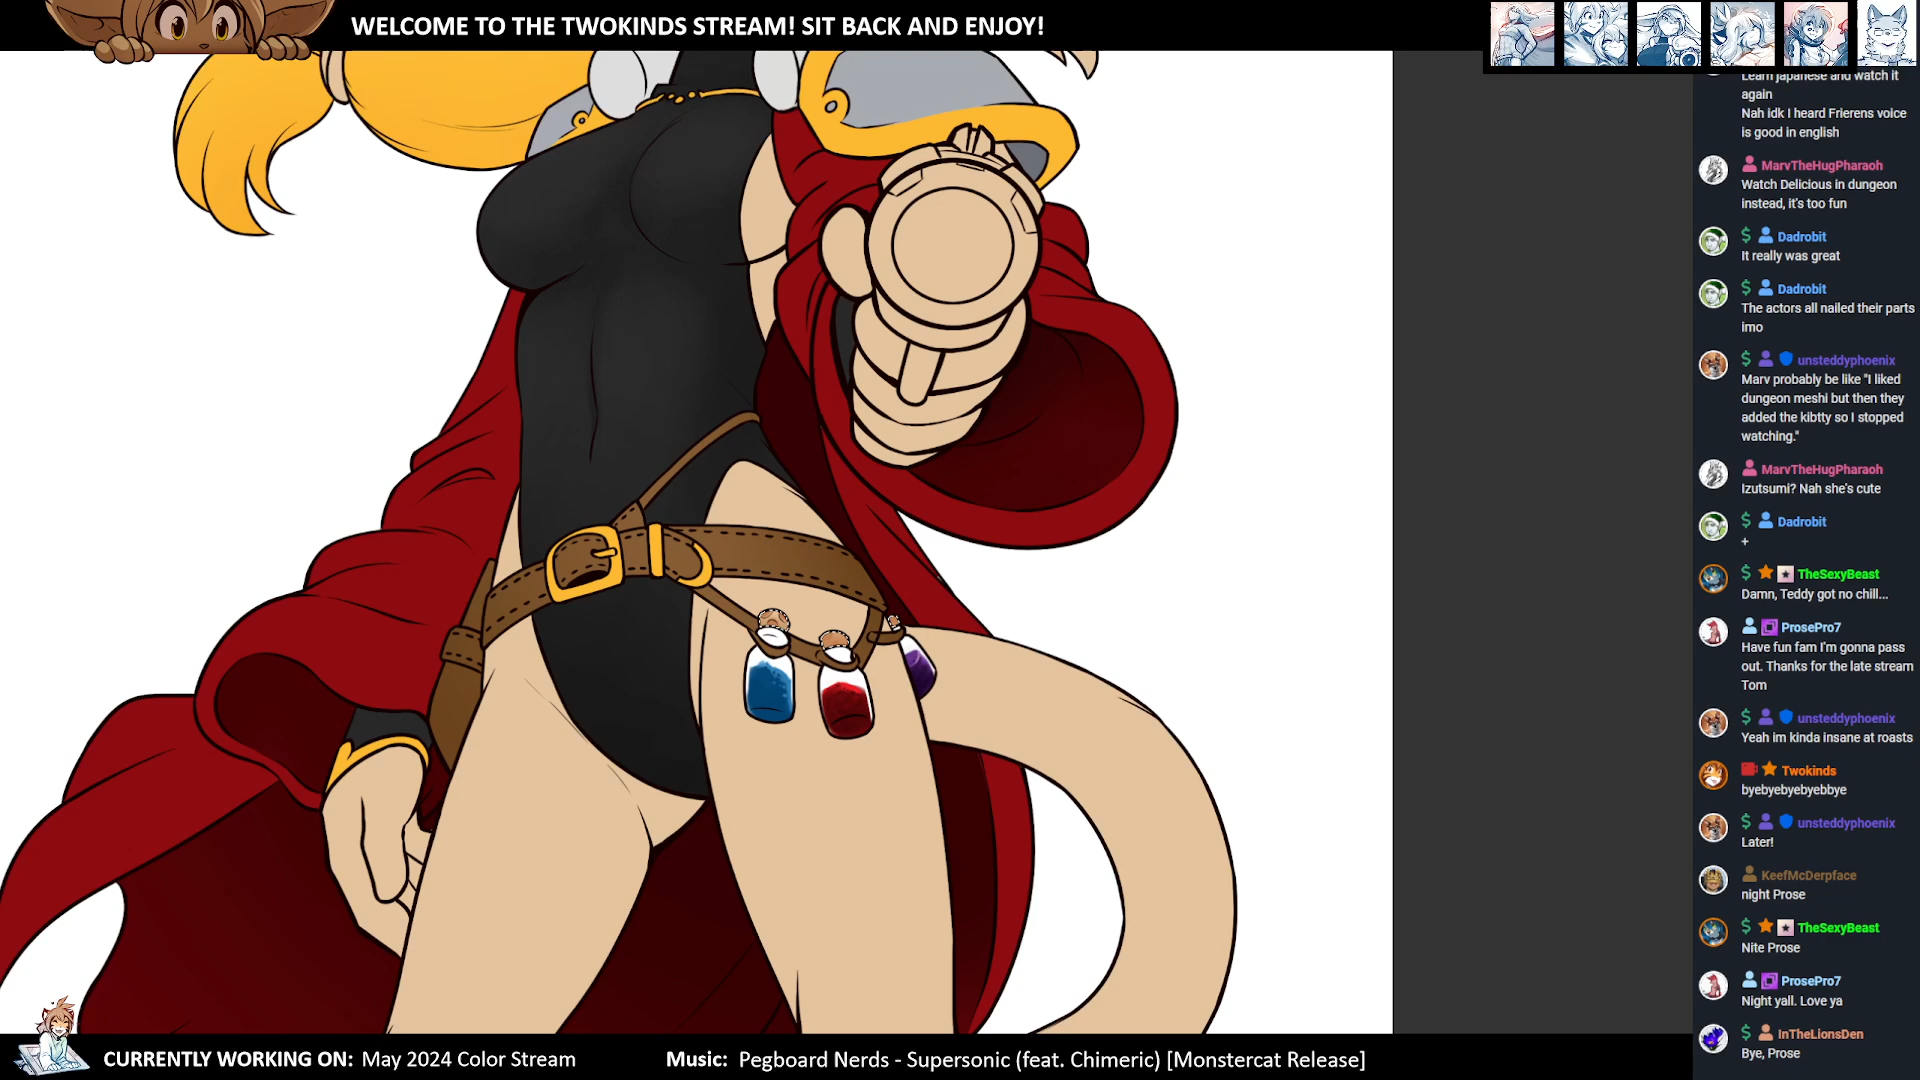 WELCOME TO THE TWOKINDS STREAM! SIT BACK AND ENJOY!
Learn japanese and watch it
again
Nah idk I heard Frierens voice
is good in english
MarvTheHugPharaoh
Watch Delicious in dungeon
instead, it's too fun
Dadrobit
It really was great
Dadrobit
The actors all nailed their parts
imo
unsteddyphoenix
Marv probably be like "I liked
dungeon meshi but then they
added the kibtty so I stopped
watching."
MarvTheHugPharaoh
Izutsumi? Nah she's cute
Dadrobit
+
TheSexyBeast
Damn, Teddy got no chill...
ProsePro7
Have fun fam I'm gonna pass
out. Thanks for the late stream
Tom
unsteddyphoenix
Yeah im kinda insane at roasts
Twokinds
byebyebyebyebbye
unsteddyphoenix
Later!
KeefMcDerpface
night Prose
TheSexyBeast
Nite Prose
ProsePro7
Night yall. Love ya
InTheLionsDen
Bye, Prose
CURRENTLY WORKING ON: May 2024 Color Stream
Music: Pegboard Nerds - Supersonic (feat. Chimeric) [Monstercat Release]